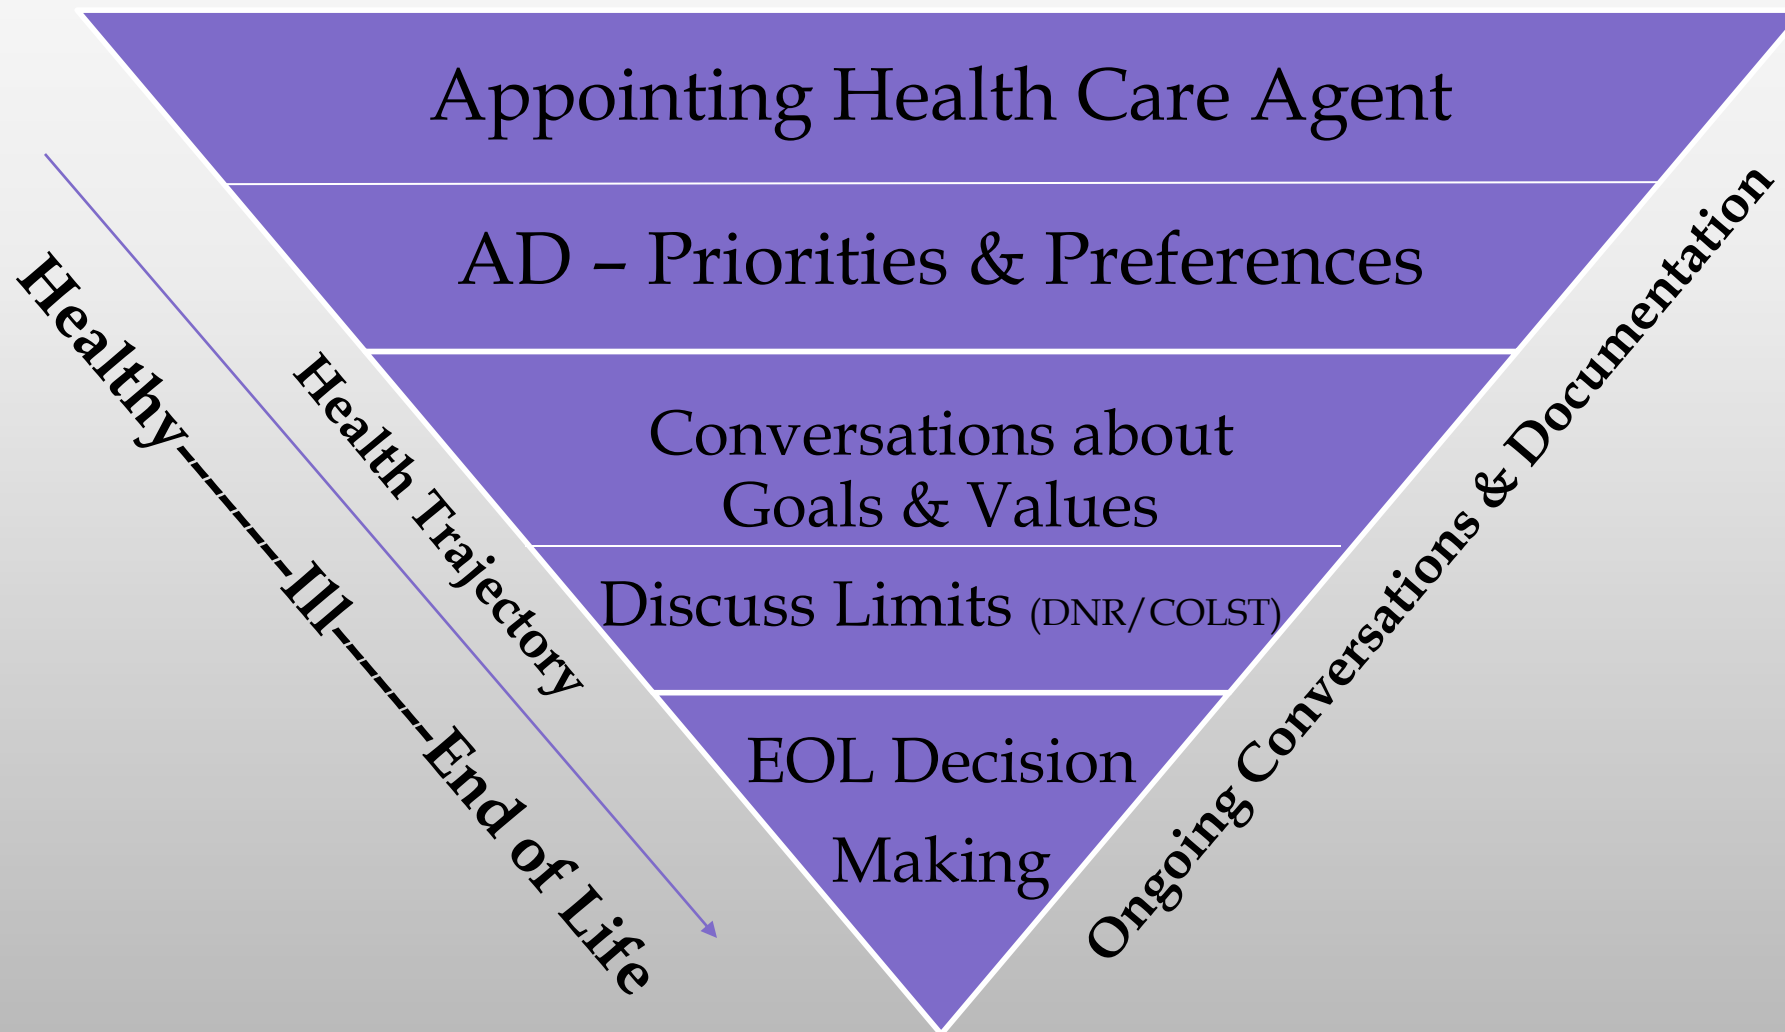 Appointing Health Care Agent
AD – Priorities & Preferences
Conversations about
Goals & Values
Discuss Limits (DNR/COLST)
EOL Decision
Making
Health Trajectory
Healthy-------Ill------End of Life
Ongoing Conversations & Documentation